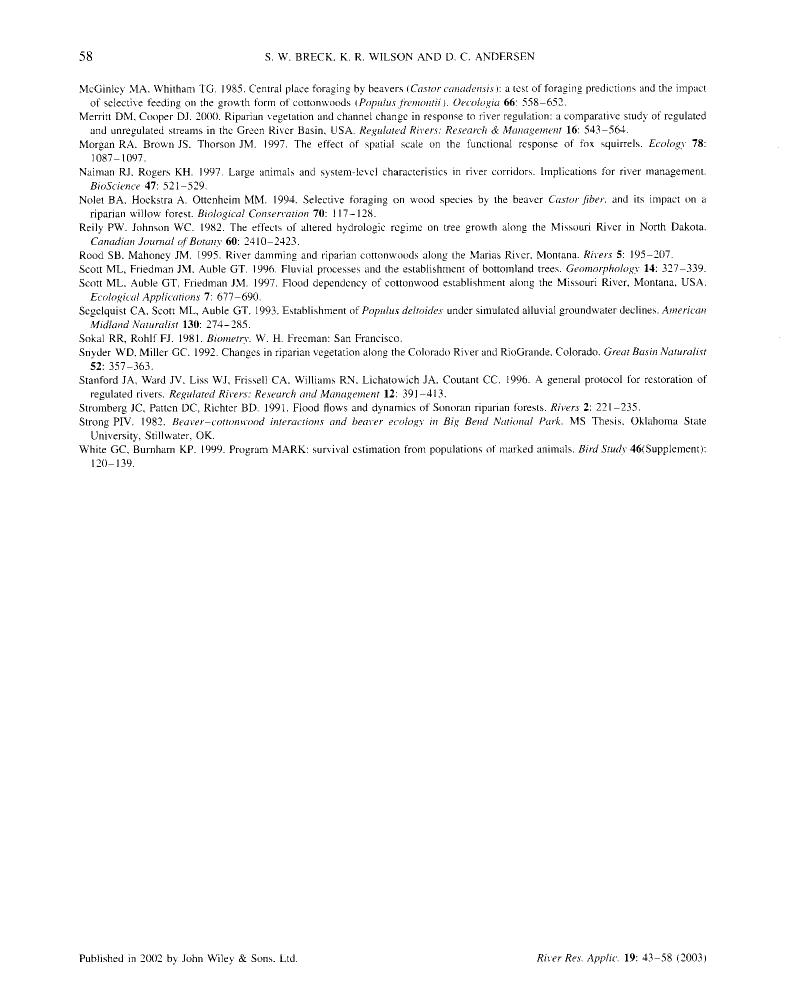 58
S. W. BRECK, K. R. WILSON AND D. C. ANDERSEN
McGinley MA, Whitham TG. 1985. Central place foraging by beavers (Castor canadensis): a test of foraging predictions and the impact
of selective feeding on the growth form of cottonwoods (Populus fremontii). Oecologia 66: 558–652.
Merritt DM, Cooper DJ. 2000. Riparian vegetation and channel change in response to river regulation: a comparative study of regulated
and unregulated streams in the Green River Basin, USA. Regulated Rivers: Research & Management 16: 543–564.
Morgan RA, Brown JS, Thorson JM. 1997. The effect of spatial scale on the functional response of fox squirrels. Ecology 78:
1087–1097.
Naiman RJ, Rogers KH. 1997. Large animals and system-level characteristics in river corridors. Implications for river management.
BioScience 47: 521–529.
Nolet BA, Hoekstra A, Ottenheim MM. 1994. Selective foraging on wood species by the beaver Castor fiber, and its impact on a
riparian willow forest. Biological Conservation 70: 117–128.
Reily PW, Johnson WC. 1982. The effects of altered hydrologic regime on tree growth along the Missouri River in North Dakota.
Canadian Journal of Botany 60: 2410–2423.
Rood SB, Mahoney JM. 1995. River damming and riparian cottonwoods along the Marias River, Montana. Rivers 5: 195–207.
Scott ML, Friedman JM, Auble GT. 1996. Fluvial processes and the establishment of bottomland trees. Geomorphology 14: 327–339.
Scott ML, Auble GT, Friedman JM. 1997. Flood dependency of cottonwood establishment along the Missouri River, Montana, USA.
Ecological Applications 7: 677–690.
Segelquist CA, Scott ML, Auble GT. 1993. Establishment of Populus deltoides under simulated alluvial groundwater declines. American
Midland Naturalist 130: 274–285.
Sokal RR, Rohlf FJ. 1981. Biometry. W. H. Freeman: San Francisco.
Snyder WD, Miller GC. 1992. Changes in riparian vegetation along the Colorado River and RioGrande, Colorado. Great Basin Naturalist
52: 357–363.
Stanford JA, Ward JV, Liss WJ, Frissell CA, Williams RN, Lichatowich JA, Coutant CC. 1996. A general protocol for restoration of
regulated rivers. Regulated Rivers: Research and Management 12: 391–413.
Stromberg JC, Patten DC, Richter BD. 1991. Flood flows and dynamics of Sonoran riparian forests. Rivers 2: 221–235.
Strong PIV. 1982. Beaver–cottonwood interactions and beaver ecology in Big Bend National Park. MS Thesis, Oklahoma State
University, Stillwater, OK.
White GC, Burnham KP. 1999. Program MARK: survival estimation from populations of marked animals. Bird Study 46(Supplement):
120–139.
Published in 2002 by John Wiley & Sons, Ltd.
River Res. Applic. 19: 43–58 (2003)